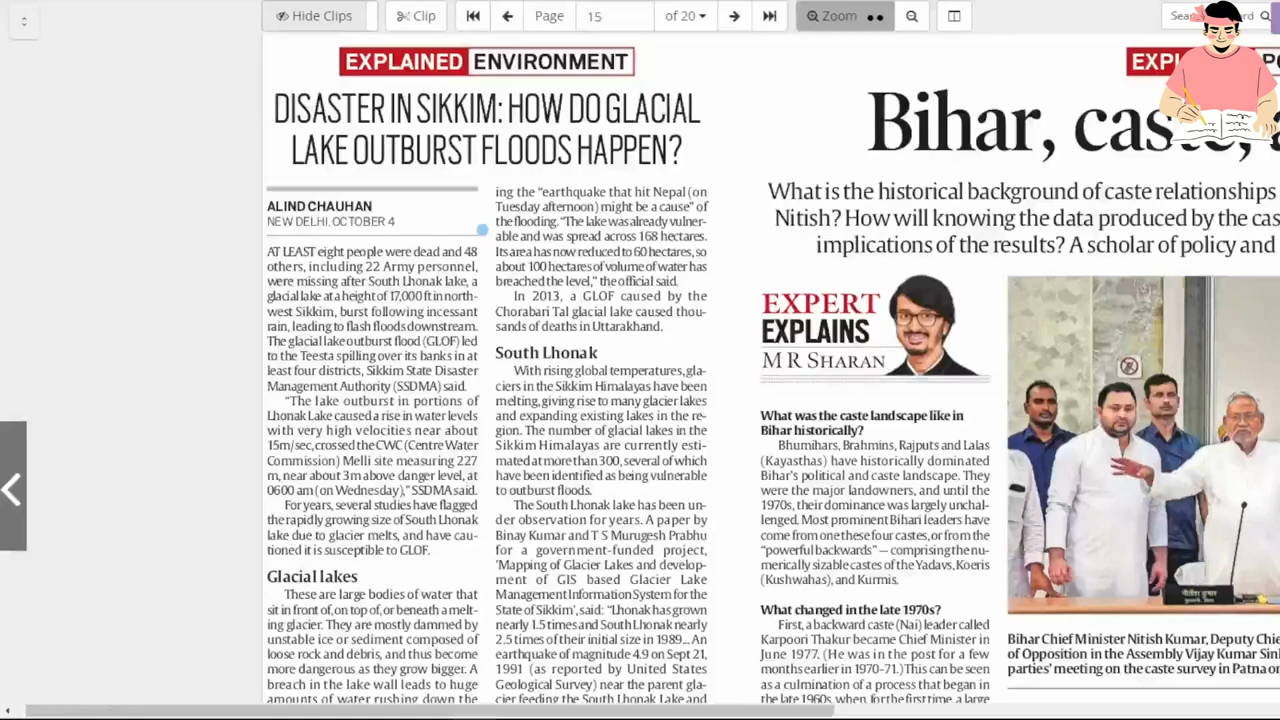 Hide Clips
Clip
Page
15
of 20
Zoom
EXPLAINED ENVIRONMENT
DISASTER IN SIKKIM: HOW DO GLACIAL
LAKE OUTBURST FLOODS HAPPEN?
ALIND CHAUHAN
NEW DELHI, OCTOBER 4
AT LEAST eight people were dead and 48
others, including 22 Army personnel,
were missing after South Lhonak lake, a
glacial lake at a height of 17,000 ft in north-
west Sikkim, burst following incessant
rain, leading to flash floods downstream.
The glacial lake outburst flood (GLOF) led
to the Teesta spilling over its banks in at
least four districts, Sikkim State Disaster
Management Authority (SSDMA) said.
"The lake outburst in portions of
Lhonak Lake caused a rise in water levels
with very high velocities near about
15m/sec, crossed the CWC (Centre Water
Commission) Melli site measuring 227
m, near about 3m above danger level, at
0600 am (on Wednesday)," SSDMA said.
For years, several studies have flagged
the rapidly growing size of South Lhonak
lake due to glacier melts, and have cau-
tioned it is susceptible to GLOF.
Glacial lakes
These are large bodies of water that
sit in front of, on top of, or beneath a melt-
ing glacier. They are mostly dammed by
unstable ice or sediment composed of
loose rock and debris, and thus become
more dangerous as they grow bigger. A
breach in the lake wall leads to huge
amounts of water rushing down the
ing the "earthquake that hit Nepal (on
Tuesday afternoon) might be a cause" of
the flooding. "The lake was already vulner-
able and was spread across 168 hectares.
Its area has now reduced to 60 hectares, so
about 100 hectares of volume of water has
breached the level," the official said.
In 2013, a GLOF caused by the
Chorabari Tal glacial lake caused thou-
sands of deaths in Uttarakhand.
South Lhonak
With rising global temperatures, gla-
ciers in the Sikkim Himalayas have been
melting, giving rise to many glacier lakes
and expanding existing lakes in the re-
gion. The number of glacial lakes in the
Sikkim Himalayas are currently esti-
mated at more than 300, several of which
have been identified as being vulnerable
to outburst floods.
The South Lhonak lake has been un-
der observation for years. A paper by
Binay Kumar and T S Murugesh Prabhu
for a government-funded project,
'Mapping of Glacier Lakes and develop-
ment of GIS based Glacier Lake
Management Information System for the
State of Sikkim', said: "Lhonak has grown
nearly 1.5 times and South Lhonak nearly
2.5 times of their initial size in 1989... An
earthquake of magnitude 4.9 on Sept 21,
1991 (as reported by United States
Geological Survey) near the parent gla-
cier feeding the South Lhonak Lake and
Bihar,
What is the historical background of caste relationships
Nitish? How will knowing the data produced by the cas
implications of the results? A scholar of policy and
EXPERT
EXPLAINS
M R SHARAN
What was the caste landscape like in
Bihar historically?
Bhumihars, Brahmins, Rajputs and Lalas
(Kayasthas) have historically dominated
Bihar's political and caste landscape. They
were the major landowners, and until the
1970s, their dominance was largely unchal-
lenged. Most prominent Bihari leaders have
come from one these four castes, or from the
"powerful backwards" — comprising the nu-
merically sizable castes of the Yadavs, Koeris
(Kushwahas), and Kurmis.
What changed in the late 1970s?
First, a backward caste (Nai) leader called
Karpoori Thakur became Chief Minister in
June 1977. (He was in the post for a few
months earlier in 1970-71.) This can be seen
as a culmination of a process that began in
the late 1960s, when, for the first time, a large
Bihar Chief Minister Nitish Kumar, Deputy Chie
of Opposition in the Assembly Vijay Kumar Sin
parties' meeting on the caste survey in Patna on